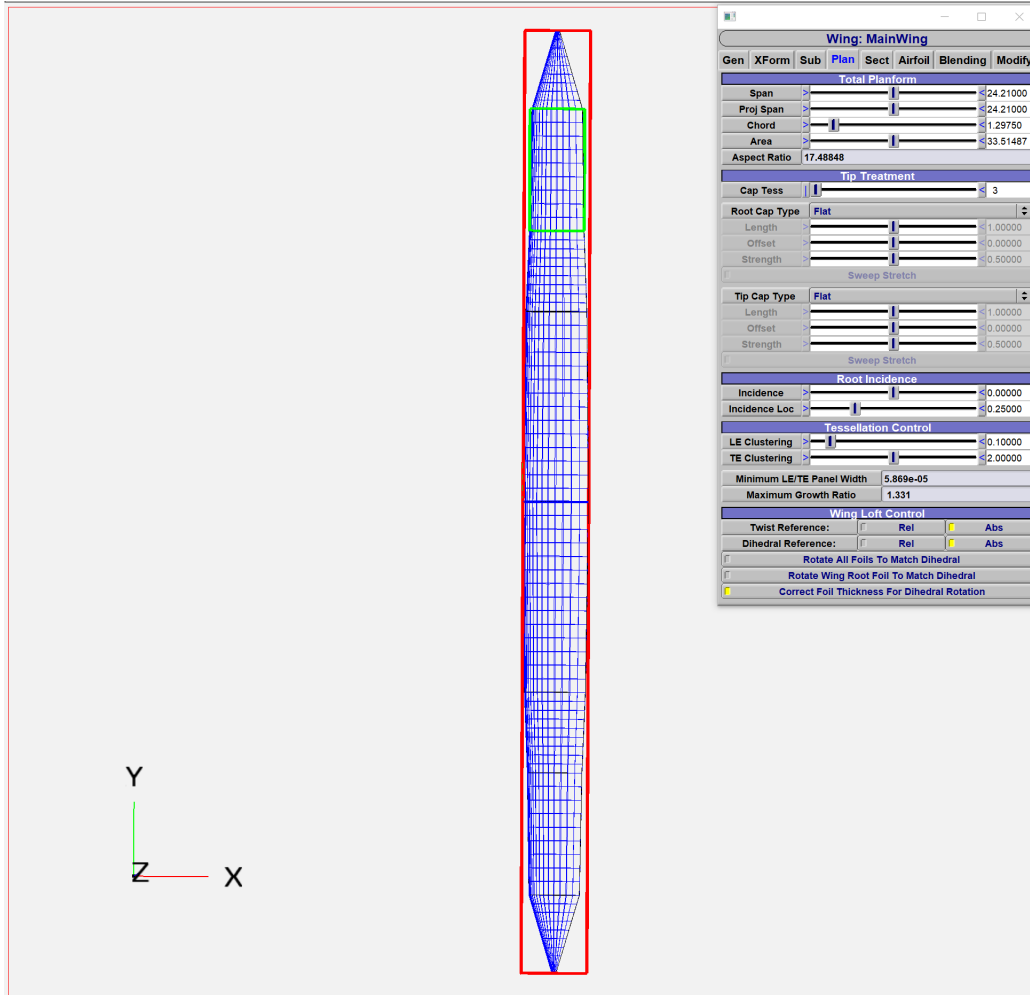 Wing: MainWing
Gen XForm Sub Plan Sect Airfoil Blending Modify
Total Planform
Span > < 24.21000
Proj Span > < 24.21000
Chord > < 1.29750
Area > < 33.51487
Aspect Ratio 17.48848
Tip Treatment
Cap Tess | < 3
Root Cap Type Flat
Length > < 1.00000
Offset > < 0.00000
Strength > < 0.50000
Sweep Stretch
Tip Cap Type Flat
Length > < 1.00000
Offset > < 0.00000
Strength > < 0.50000
Sweep Stretch
Root Incidence
Incidence > < 0.00000
Incidence Loc > < 0.25000
Tessellation Control
LE Clustering > < 0.10000
TE Clustering > < 2.00000
Minimum LE/TE Panel Width 5.869e-05
Maximum Growth Ratio 1.331
Wing Loft Control
Twist Reference: Rel Abs
Dihedral Reference: Rel Abs
Rotate All Foils To Match Dihedral
Rotate Wing Root Foil To Match Dihedral
Correct Foil Thickness For Dihedral Rotation
Y
Z X